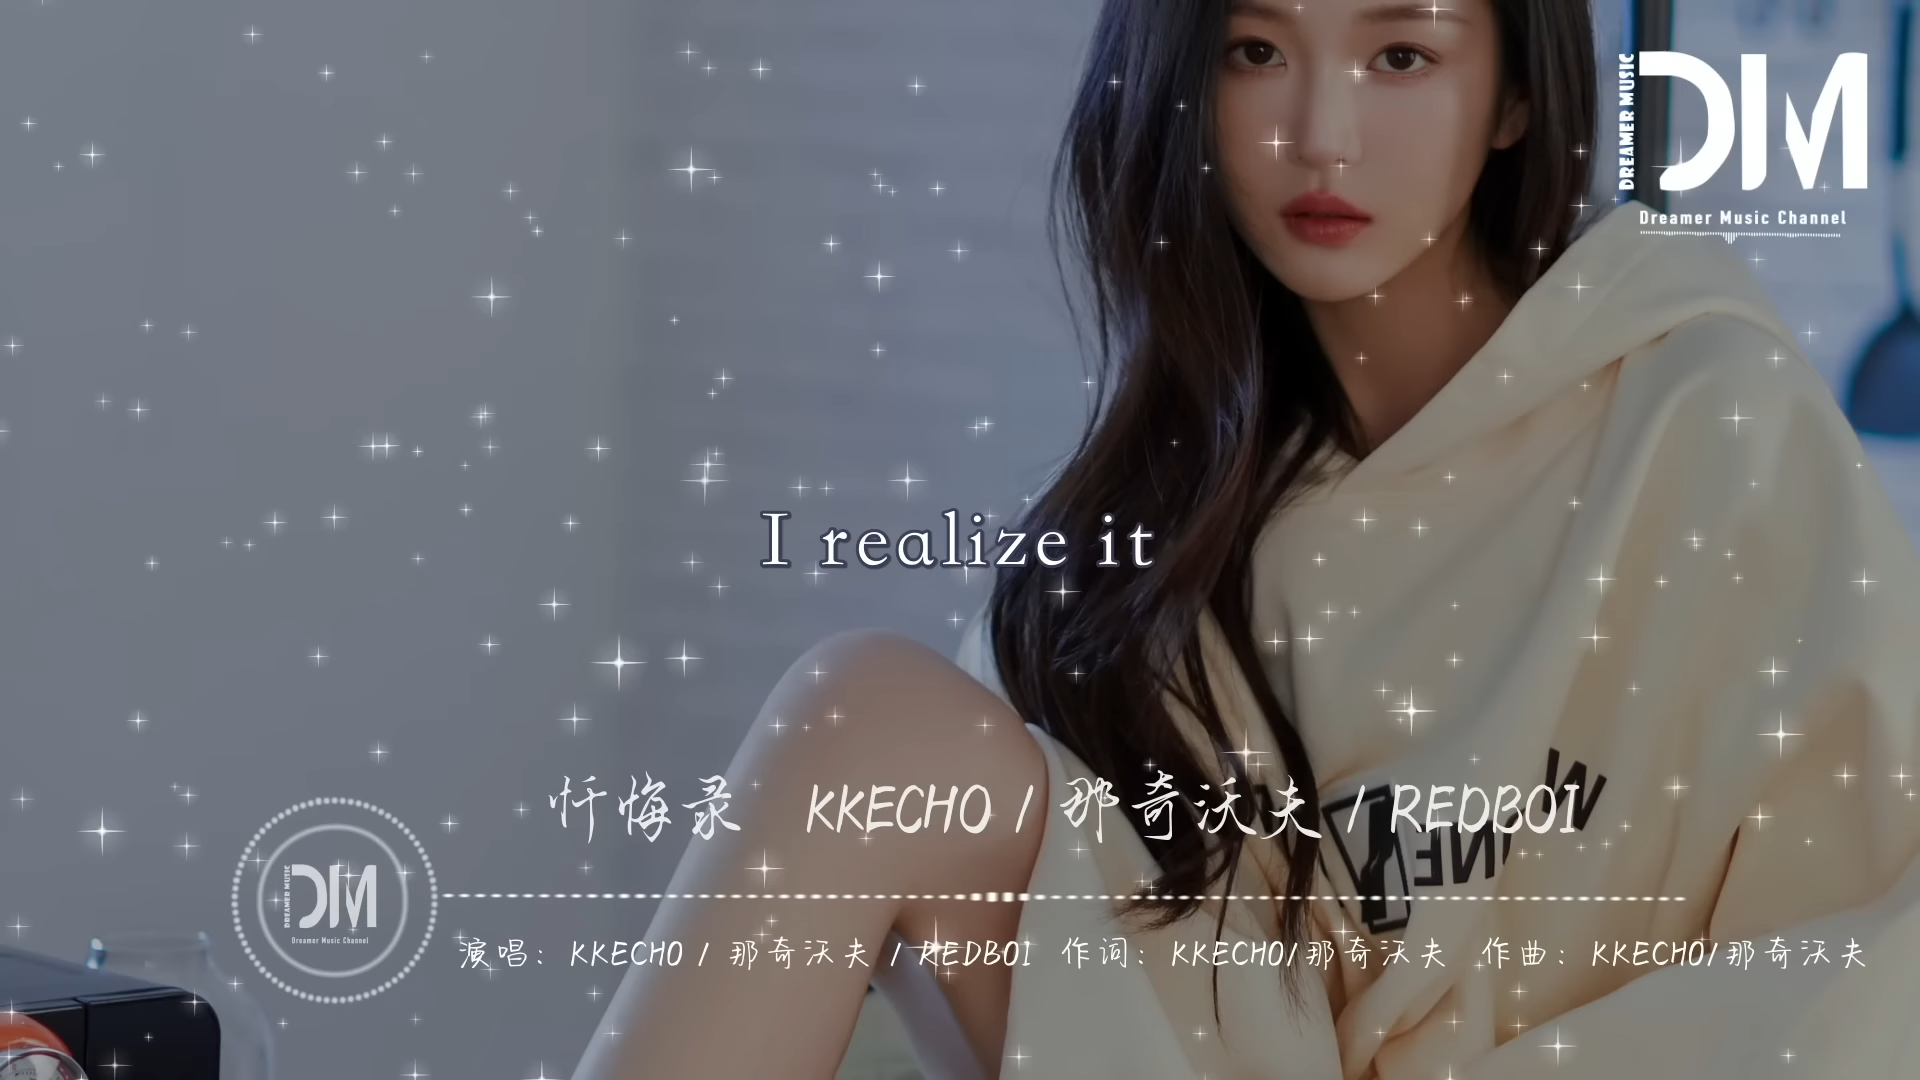 DREAMER MUSIC
DM
Dreamer Music Channel
I realize it
忏悔录 KKECHO / 那奇沃夫 / REDBOI
DREAMER MUSIC
DM
Dreamer Music Channel
演唱：KKECHO / 那奇沃夫 / REDBOI 作词：KKECHO/那奇沃夫 作曲：KKECHO/那奇沃夫